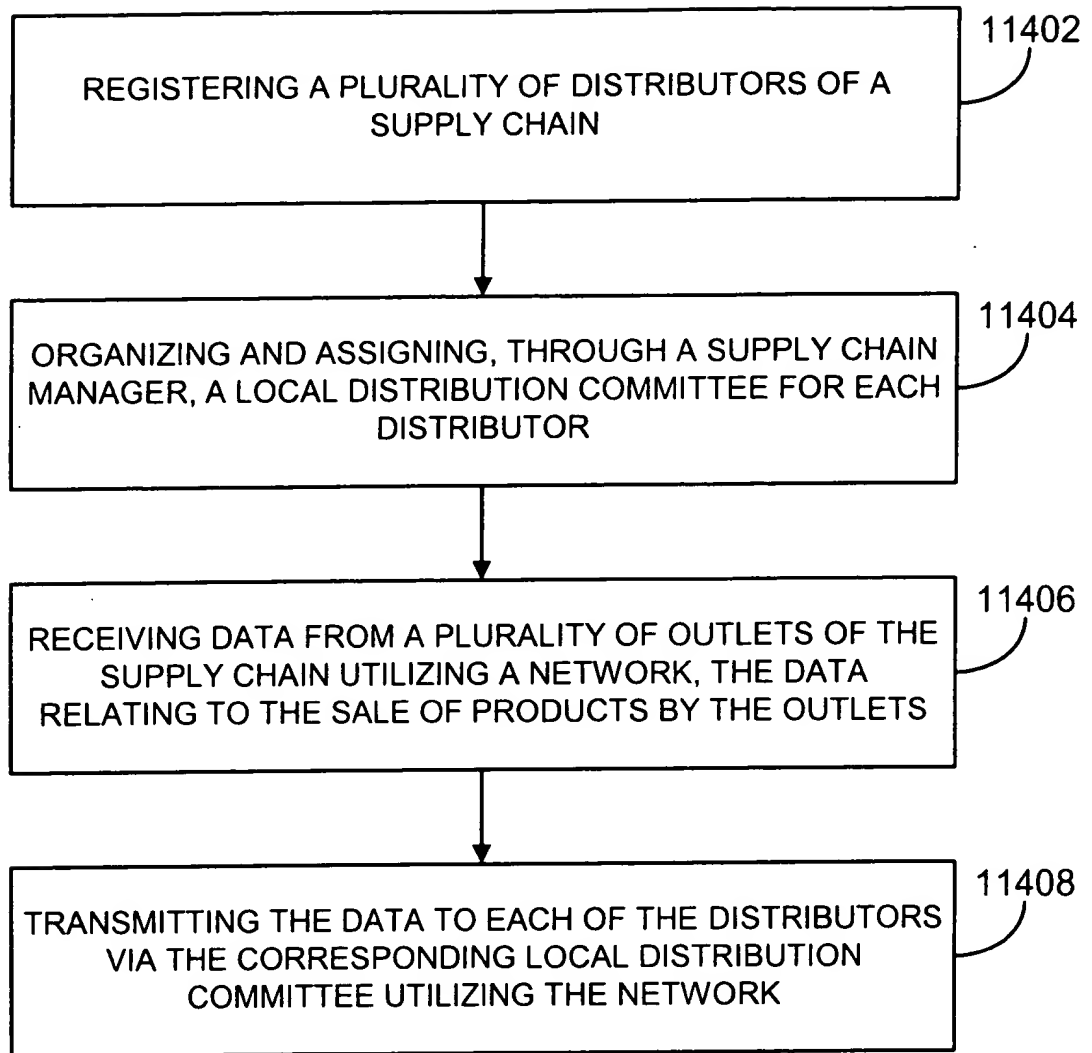 11402
REGISTERING A PLURALITY OF DISTRIBUTORS OF A
SUPPLY CHAIN
11404
ORGANIZING AND ASSIGNING, THROUGH A SUPPLY CHAIN
MANAGER, A LOCAL DISTRIBUTION COMMITTEE FOR EACH
DISTRIBUTOR
11406
RECEIVING DATA FROM A PLURALITY OF OUTLETS OF THE
SUPPLY CHAIN UTILIZING A NETWORK, THE DATA
RELATING TO THE SALE OF PRODUCTS BY THE OUTLETS
11408
TRANSMITTING THE DATA TO EACH OF THE DISTRIBUTORS
VIA THE CORRESPONDING LOCAL DISTRIBUTION
COMMITTEE UTILIZING THE NETWORK